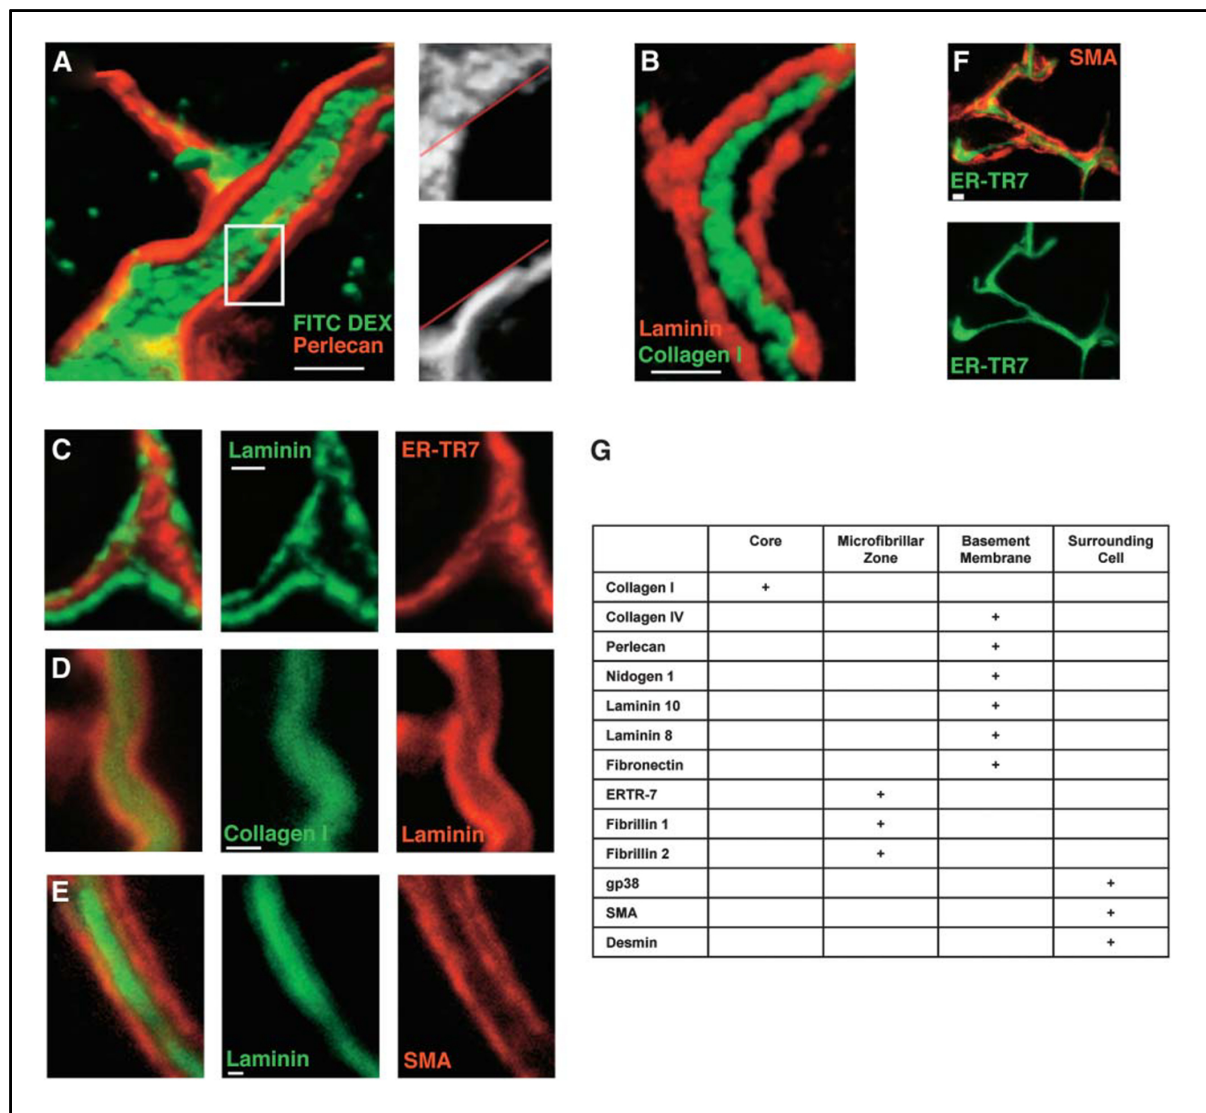 A
FITC DEX
Perlecan
B
Laminin
Collagen I
F
SMA
ER-TR7
ER-TR7
C
Laminin
ER-TR7
D
Collagen I
Laminin
E
Laminin
SMA
G
Core Microfibrillar Zone Basement Membrane Surrounding Cell
Collagen I +
Collagen IV +
Perlecan +
Nidogen 1 +
Laminin 10 +
Laminin 8 +
Fibronectin +
ERTR-7 +
Fibrillin 1 +
Fibrillin 2 +
gp38 +
SMA +
Desmin +